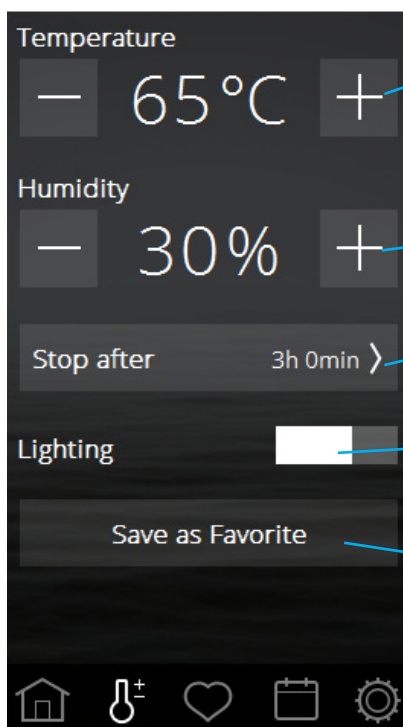 Temperature
− 65°C +
Humidity
− 30% +
Stop after 3h 0min ⟩
Lighting
Save as Favorite